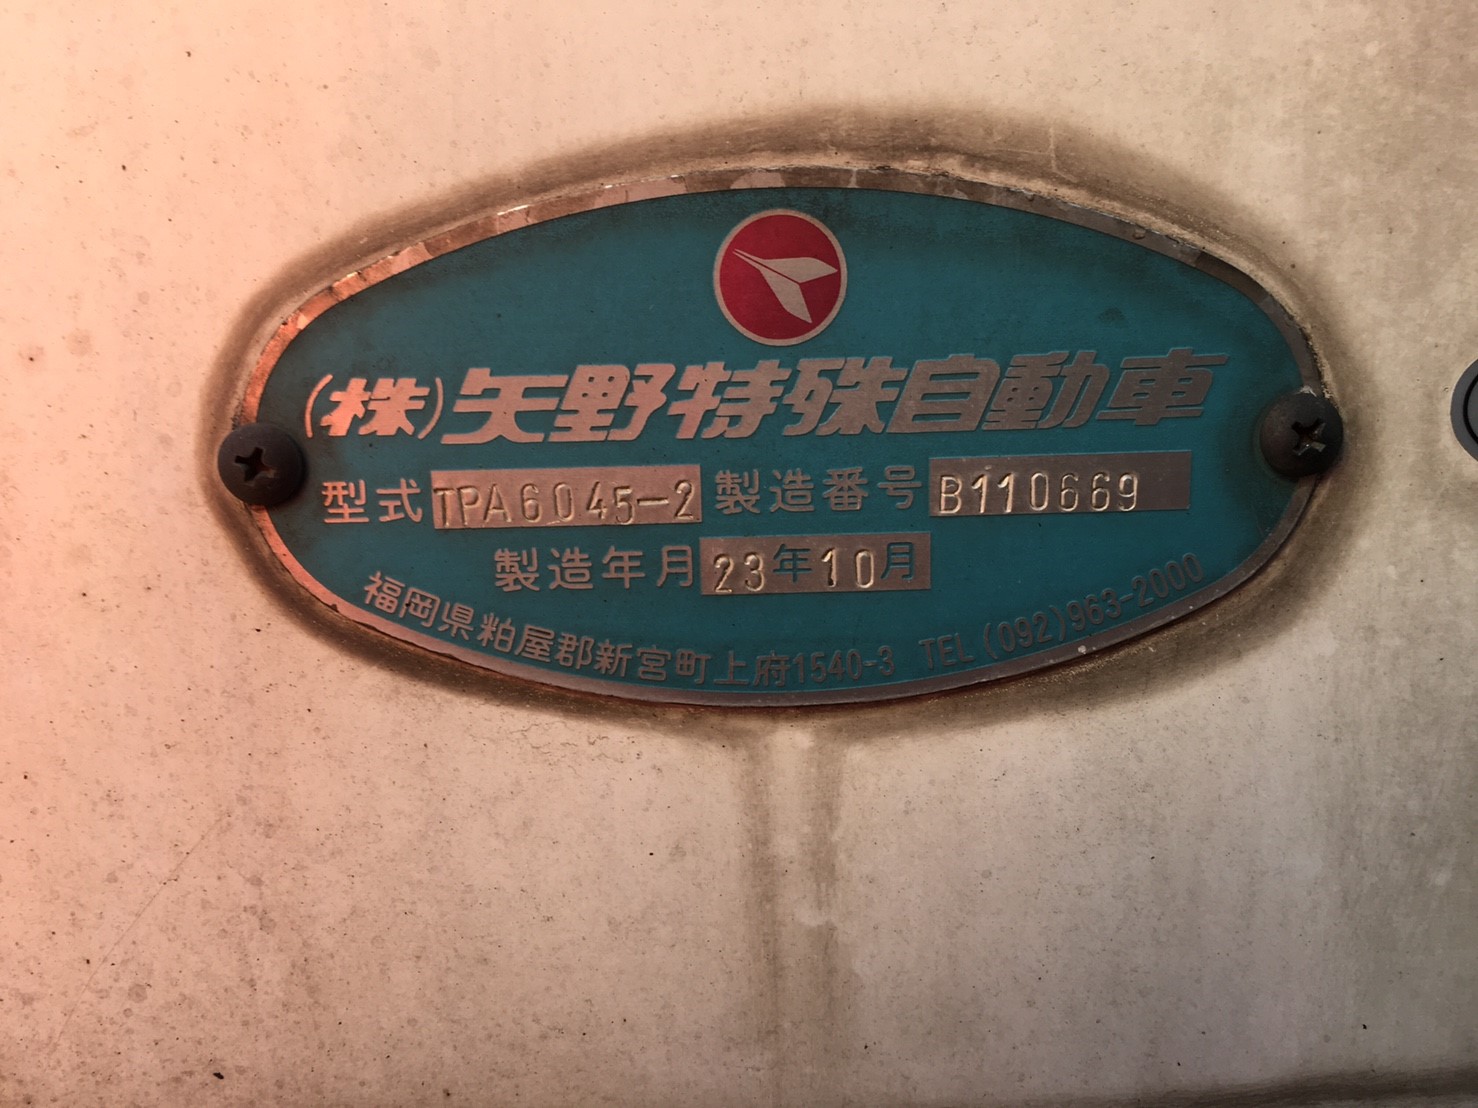 (株)矢野特殊自動車
型式 TPA6045-2 製造番号 B110669
製造年月 23年10月
福岡県粕屋郡新宮町上府1540-3 TEL(092)963-2000